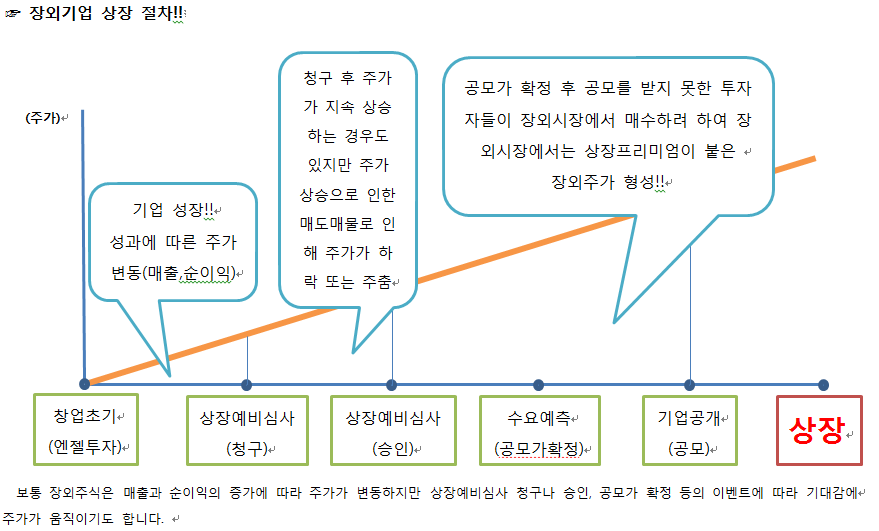 ☞ 장외기업 상장 절차!!
(주가)
기업 성장!!
성과에 따른 주가
변동(매출,순이익)
청구 후 주가
가 지속 상승
하는 경우도
있지만 주가
상승으로 인한
매도매물로 인
해 주가가 하
락 또는 주춤
공모가 확정 후 공모를 받지 못한 투자
자들이 장외시장에서 매수하려 하여 장
외시장에서는 상장프리미엄이 붙은
장외주가 형성!!
창업초기
(엔젤투자)
상장예비심사
(청구)
상장예비심사
(승인)
수요예측
(공모가확정)
기업공개
(공모)
상장
보통 장외주식은 매출과 순이익의 증가에 따라 주가가 변동하지만 상장예비심사 청구나 승인, 공모가 확정 등의 이벤트에 따라 기대감에
주가가 움직이기도 합니다.